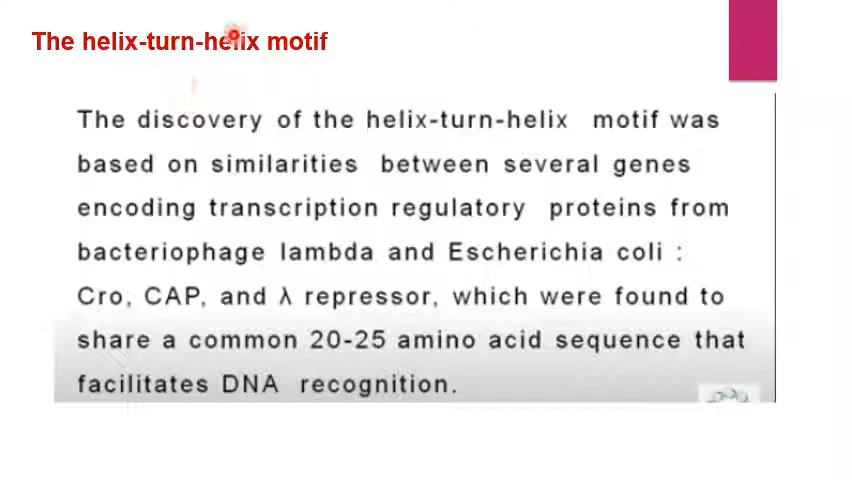 The helix-turn-helix motif
The discovery of the helix-turn-helix motif was
based on similarities between several genes
encoding transcription regulatory proteins from
bacteriophage lambda and Escherichia coli :
Cro, CAP, and λ repressor, which were found to
share a common 20-25 amino acid sequence that
facilitates DNA recognition.